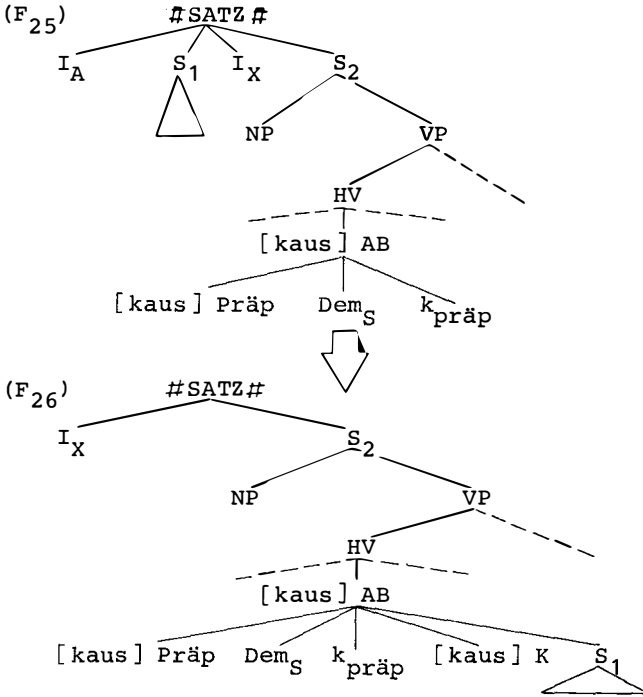 (F25) #SATZ#
IA S1 IX S2
NP VP
HV
[kaus] AB
[kaus] Präp DemS kpräp
(F26) #SATZ#
IX S2
NP VP
HV
[kaus] AB
[kaus] Präp DemS kpräp [kaus] K S1